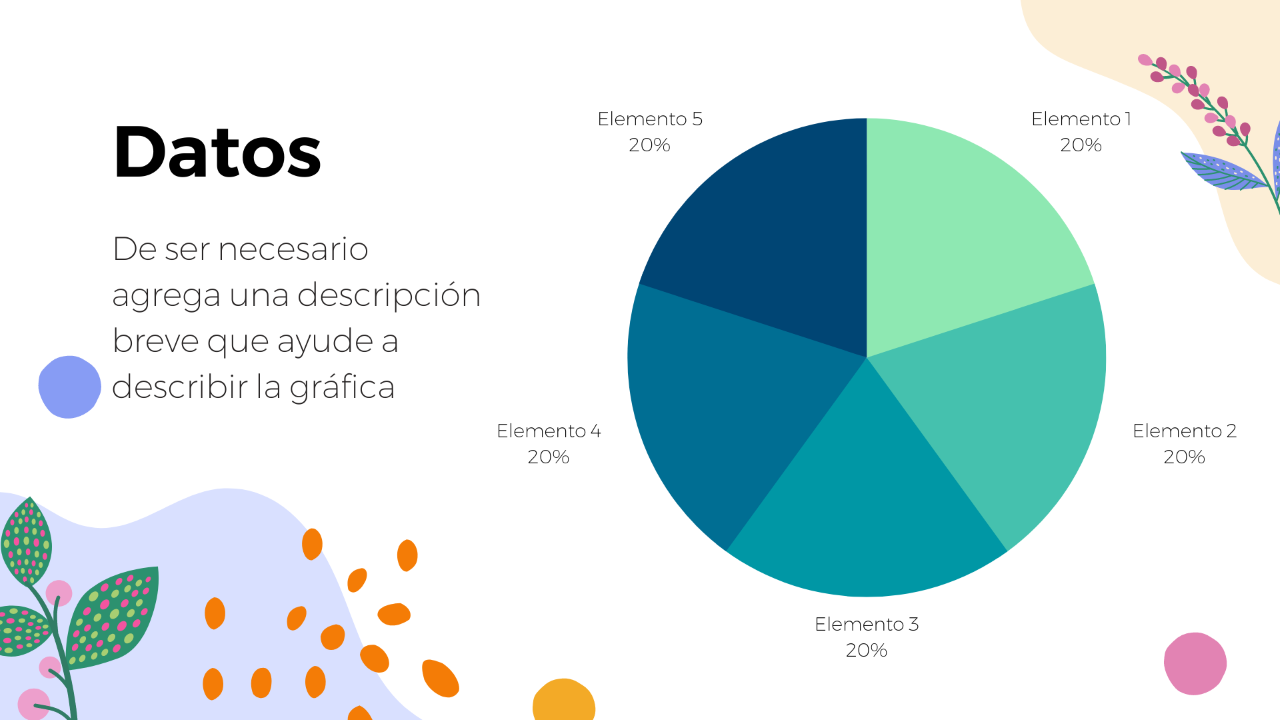 Datos
De ser necesario
agrega una descripción
breve que ayude a
describir la gráfica
Elemento 5
20%
Elemento 1
20%
Elemento 4
20%
Elemento 2
20%
Elemento 3
20%